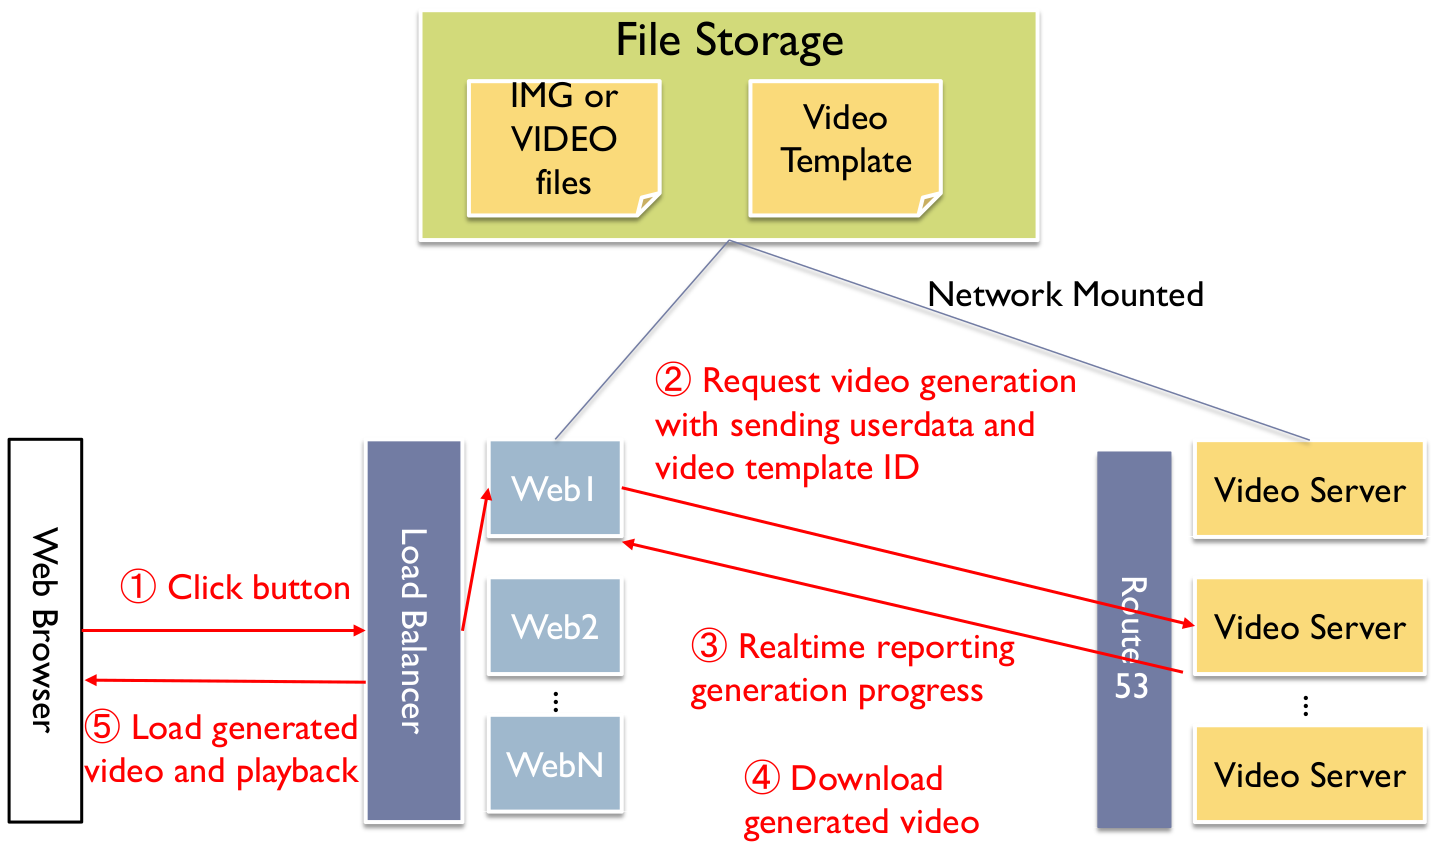 File Storage
IMG or
VIDEO
files
Video
Template
Network Mounted
② Request video generation
with sending userdata and
video template ID
Web Browser
① Click button
⑤ Load generated
video and playback
Load Balancer
Web1
Web2
⋮
WebN
③ Realtime reporting
generation progress
④ Download
generated video
Route
53
Video Server
Video Server
⋮
Video Server